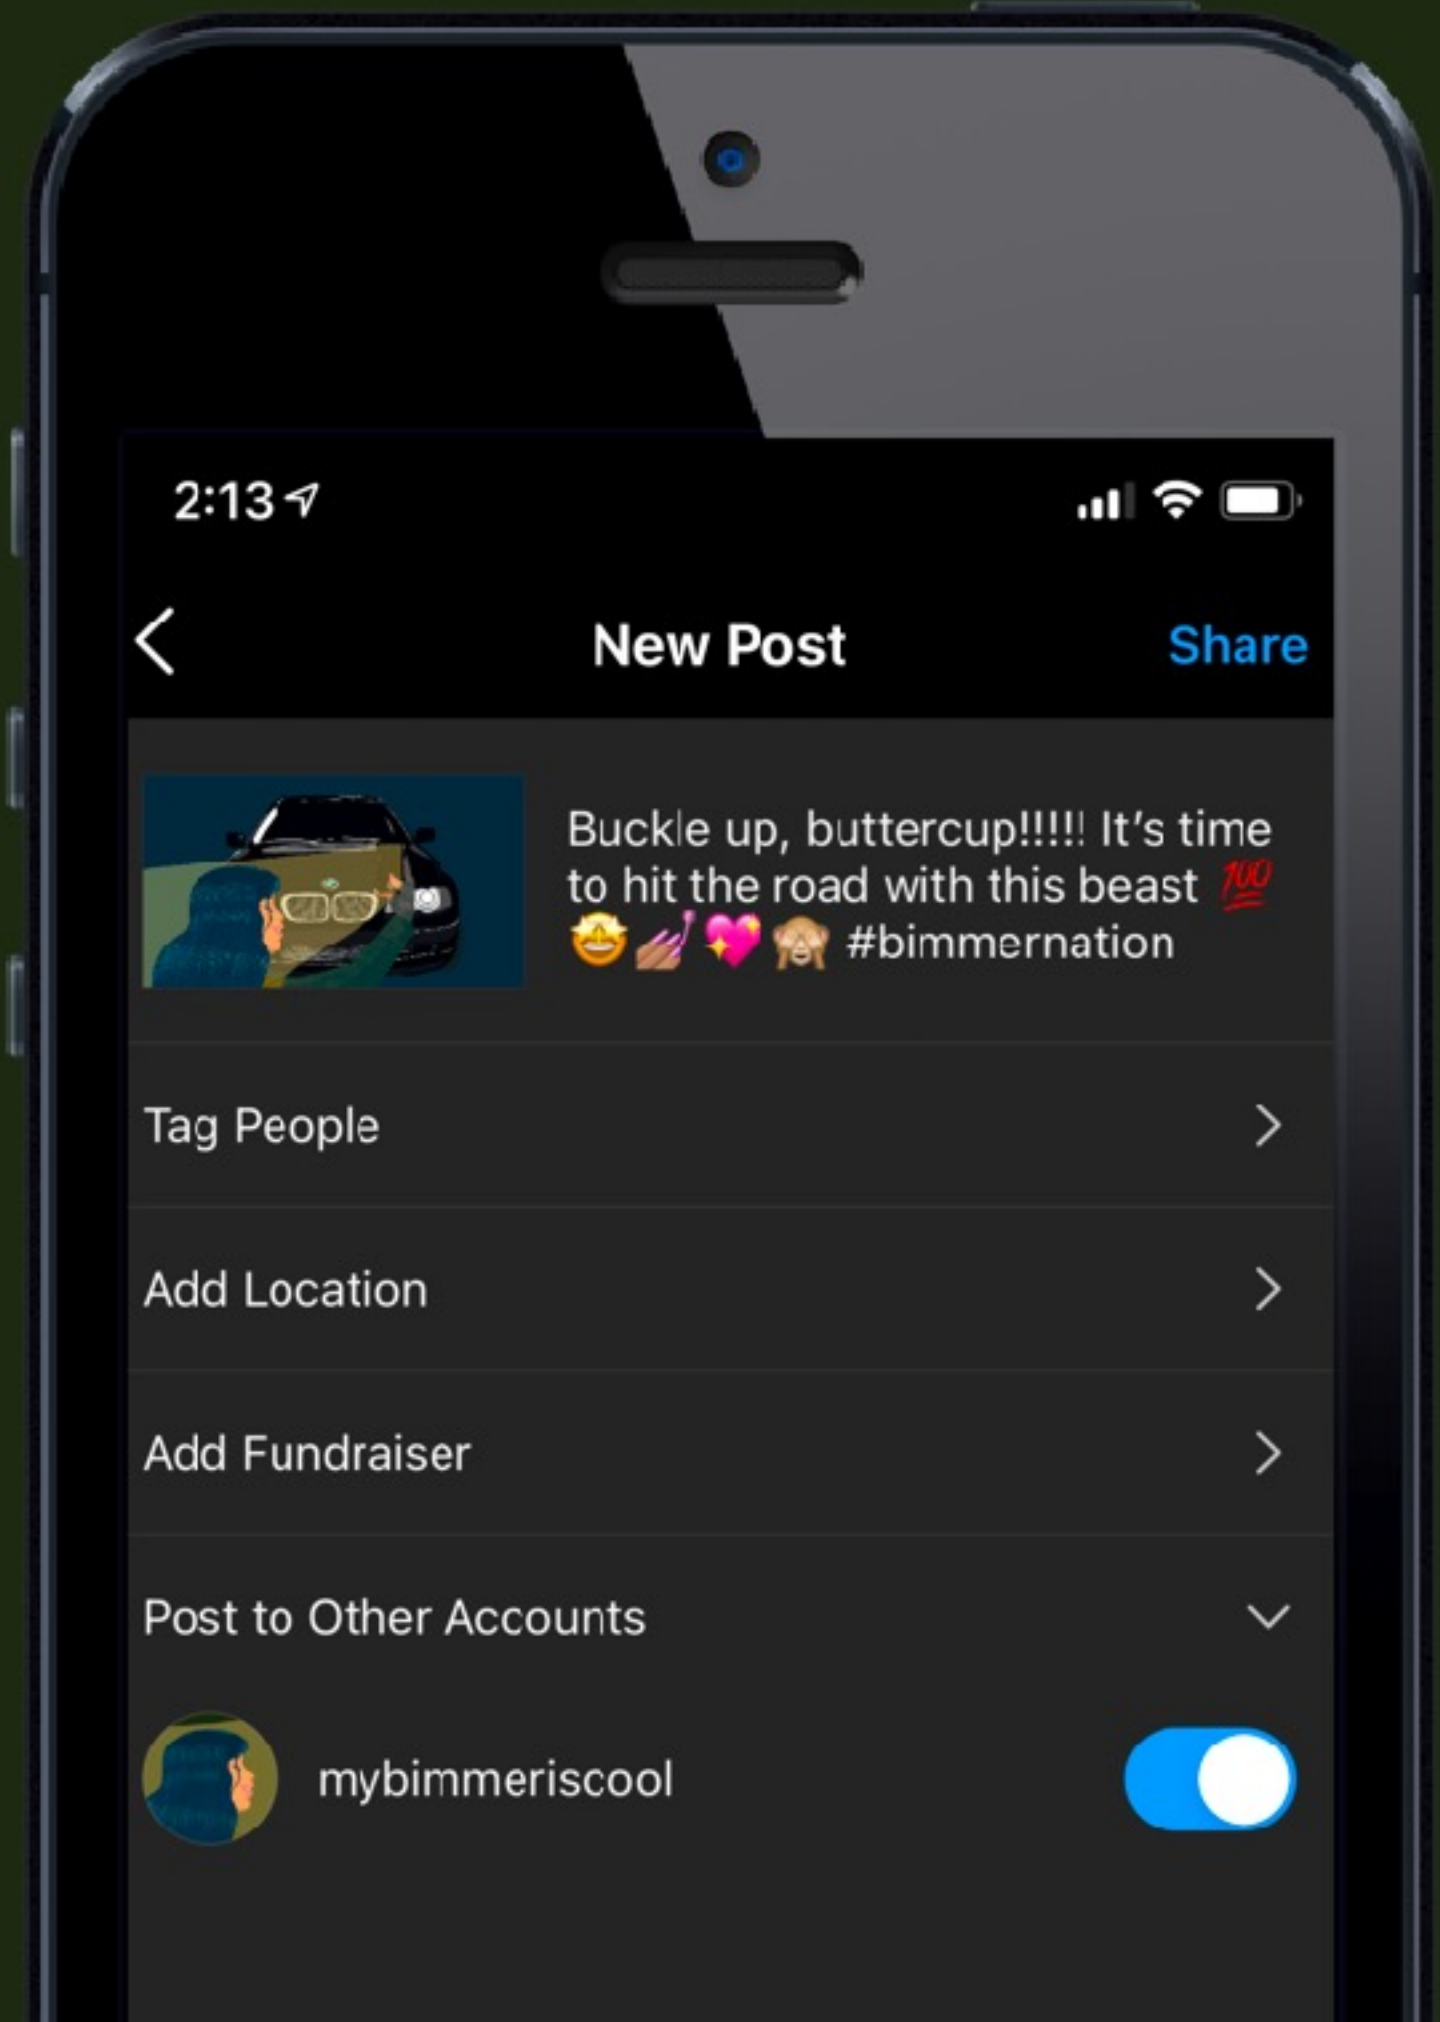 2:13
New Post
Share
Buckle up, buttercup!!!!! It’s time
to hit the road with this beast 💯
🤩💅🏽💖🙈 #bimmernation
Tag People
Add Location
Add Fundraiser
Post to Other Accounts
mybimmeriscool